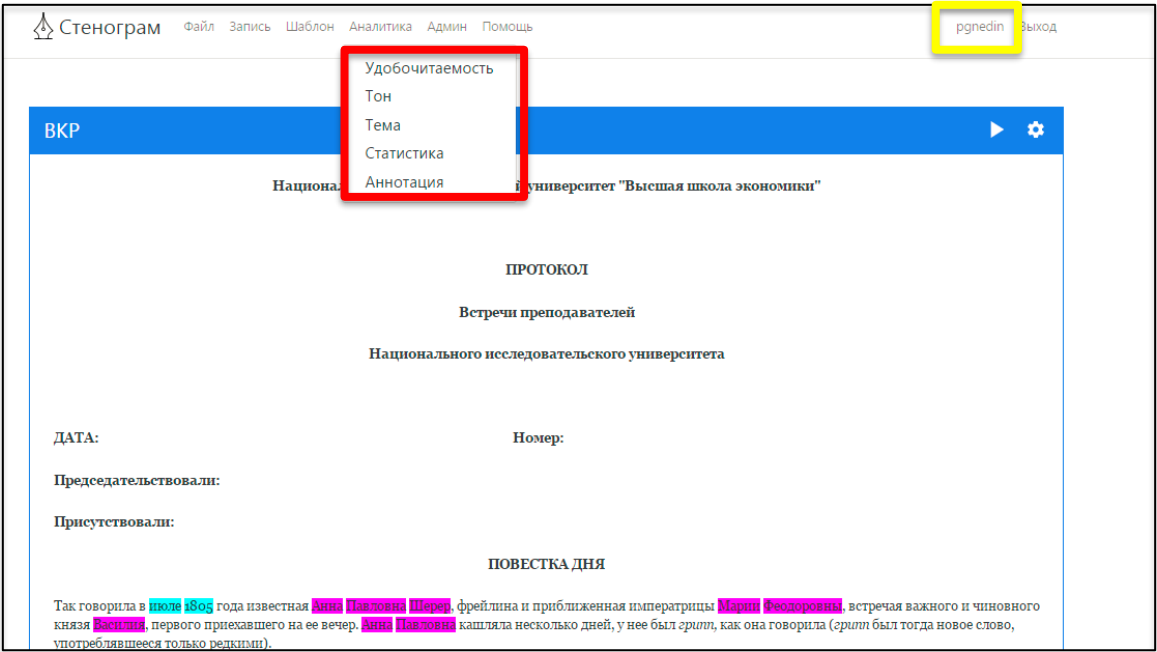 Стенограм Файл Запись Шаблон Аналитика Админ Помощь pgnedin Выход
Удобочитаемость
Тон
Тема
Статистика
Аннотация
ВКР
университет "Высшая школа экономики"
ПРОТОКОЛ
Встречи преподавателей
Национального исследовательского университета
ДАТА: Номер:
Председательствовали:
Присутствовали:
ПОВЕСТКА ДНЯ
Так говорила в июле 1805 года известная Анна Павловна Шерер, фрейлина и приближенная императрицы Марии Феодоровны, встречая важного и чиновного
князя Василия, первого приехавшего на ее вечер. Анна Павловна кашляла несколько дней, у нее был грипп, как она говорила (грипп был тогда новое слово,
употреблявшееся только редкими).